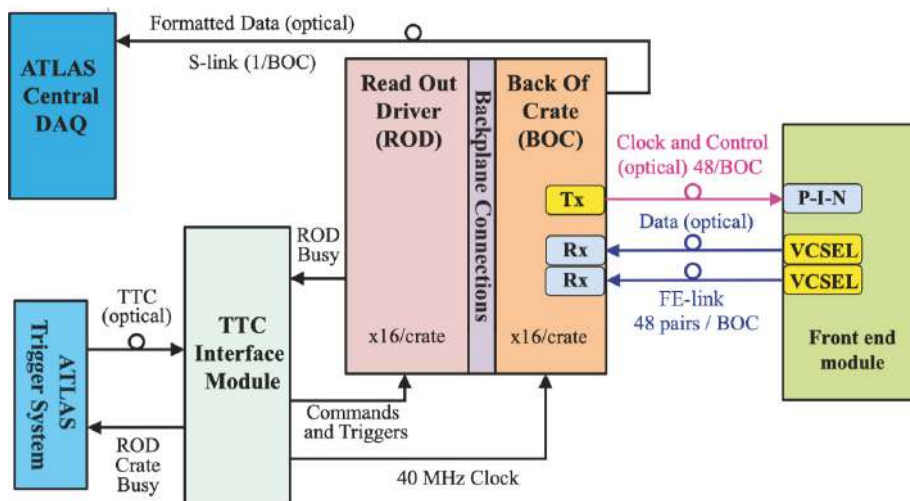 Formatted Data (optical)
S-link (1/BOC)
ATLAS
Central
DAQ
Read Out
Driver
(ROD)
x16/crate
Backplane Connections
Back Of
Crate
(BOC)
Tx
Rx
Rx
x16/crate
Clock and Control
(optical) 48/BOC
Data (optical)
FE-link
48 pairs / BOC
P-I-N
VCSEL
VCSEL
Front end
module
ROD
Busy
TTC
(optical)
TTC
Interface
Module
ATLAS
Trigger System
ROD
Crate
Busy
Commands
and Triggers
40 MHz Clock